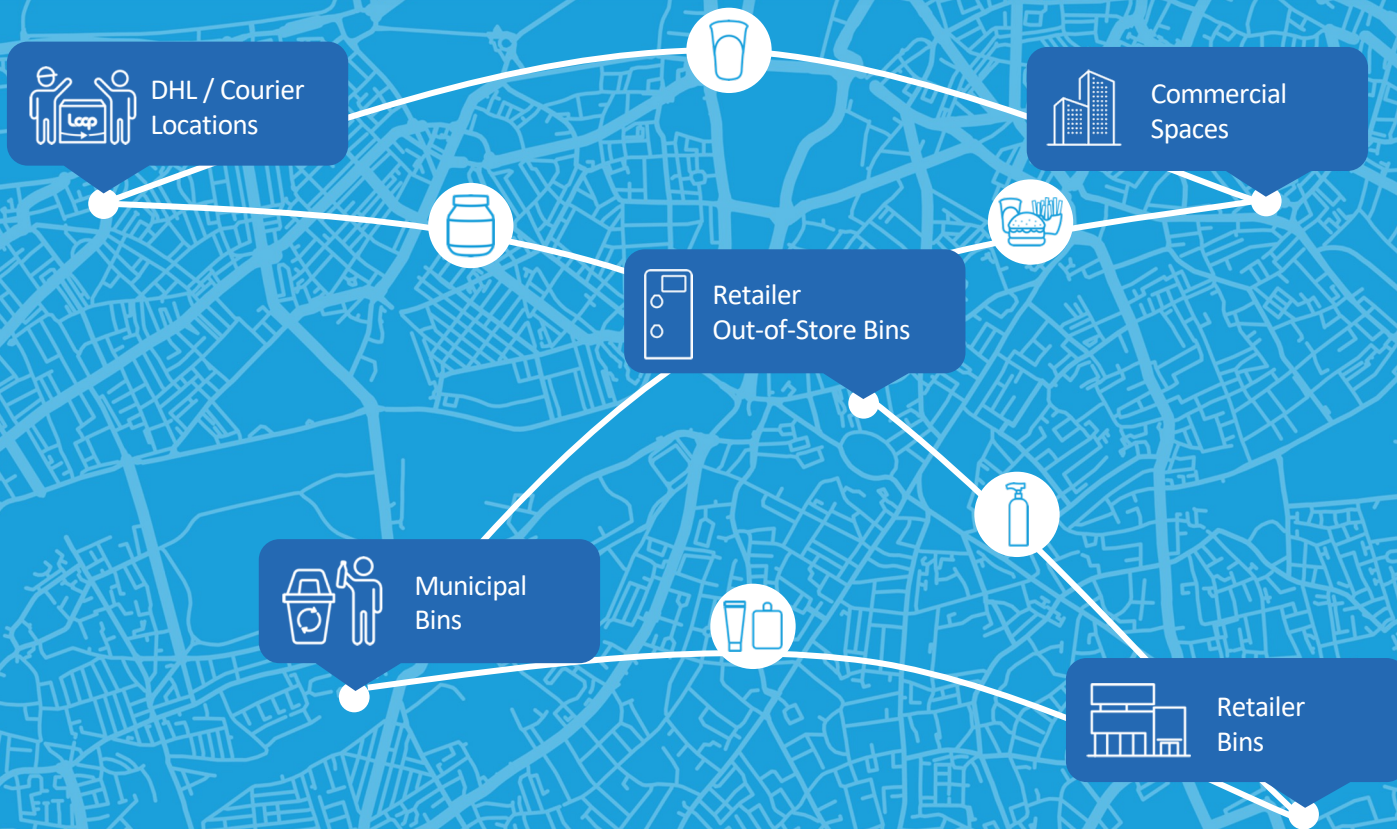 DHL / Courier
Locations
Loop
Commercial
Spaces
Retailer
Out-of-Store Bins
Municipal
Bins
Retailer
Bins